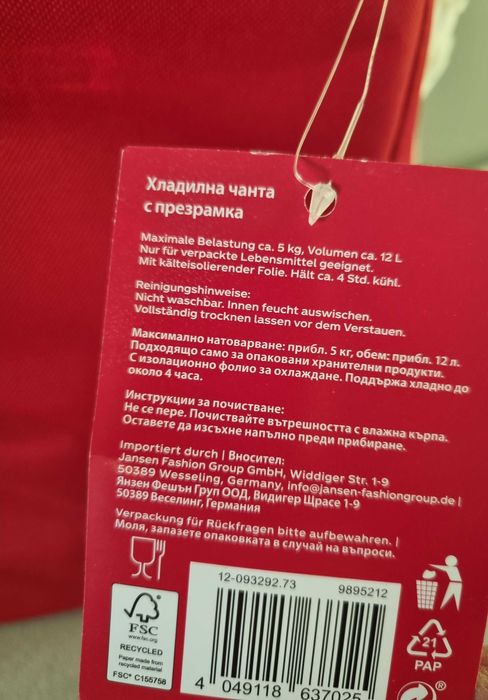 Хладилна чанта
с презрамка
Maximale Belastung ca. 5 kg, Volumen ca. 12 L
Nur für verpackte Lebensmittel geeignet.
Mit kälteisolierender Folie. Hält ca. 4 Std. kühl.
Reinigungshinweise:
Nicht waschbar. Innen feucht auswischen.
Vollständig trocknen lassen vor dem Verstauen.
Максимално натоварване: прибл. 5 кг, обем: прибл. 12 л.
Подходящо само за опаковани хранителни продукти.
С изолационно фолио за охлаждане. Поддържа хладно до
около 4 часа.
Инструкции за почистване:
Не се пере. Почиствайте вътрешността с влажна кърпа.
Оставете да изсъхне напълно преди прибиране.
Importiert durch | Вносител:
Jansen Fashion Group GmbH, Widdiger Str. 1-9
50389 Wesseling, Germany, info@jansen-fashiongroup.de |
Янзен Фешън Груп ООД, Видигер Щрасе 1-9
50389 Веселинг, Германия
Verpackung für Rückfragen bitte aufbewahren. |
Моля, запазете опаковката в случай на въпроси.
12-093292.73 9895212
4 049118 637025
FSC
www.fsc.org
RECYCLED
Paper made from
recycled material
FSC® C155758
21
PAP
®